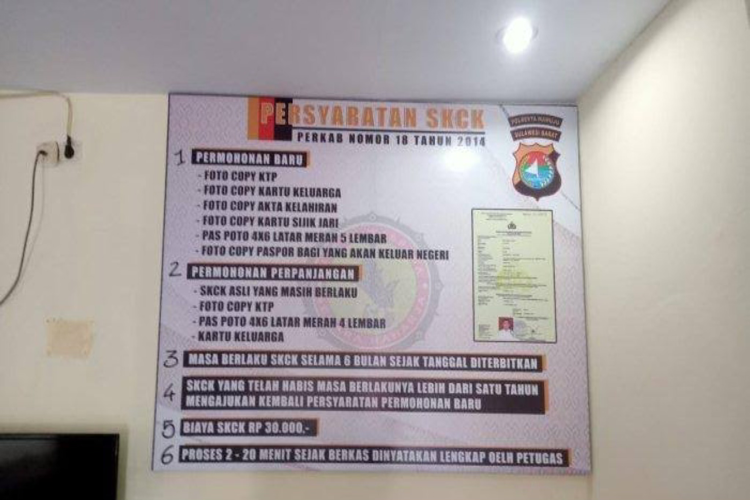 PERSYARATAN SKCK
PERKAB NOMOR 18 TAHUN 2014
POLRESTA MAMUJU
SULAWESI BARAT
1 PERMOHONAN BARU
- FOTO COPY KTP
- FOTO COPY KARTU KELUARGA
- FOTO COPY AKTA KELAHIRAN
- FOTO COPY KARTU SIJIK JARI
- PAS POTO 4X6 LATAR MERAH 5 LEMBAR
- FOTO COPY PASPOR BAGI YANG AKAN KELUAR NEGERI
2 PERMOHONAN PERPANJANGAN
- SKCK ASLI YANG MASIH BERLAKU
- FOTO COPY KTP
- PAS POTO 4X6 LATAR MERAH 4 LEMBAR
- KARTU KELUARGA
3 MASA BERLAKU SKCK SELAMA 6 BULAN SEJAK TANGGAL DITERBITKAN
4 SKCK YANG TELAH HABIS MASA BERLAKUNYA LEBIH DARI SATU TAHUN
MENGAJUKAN KEMBALI PERSYARATAN PERMOHONAN BARU
5 BIAYA SKCK RP 30.000.-
6 PROSES 2 - 20 MENIT SEJAK BERKAS DINYATAKAN LENGKAP OELH PETUGAS